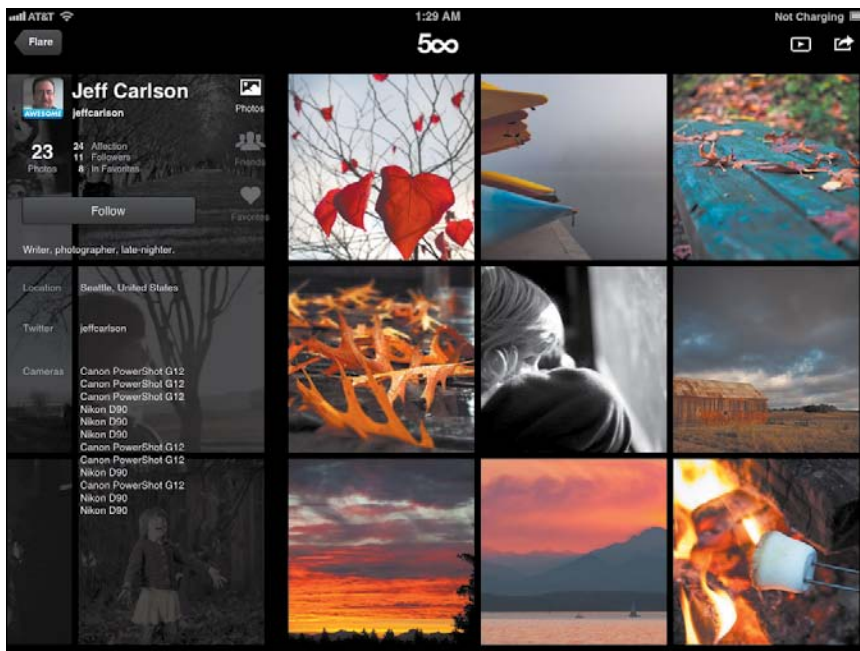 AT&T
1:29 AM
Not Charging
Flare
500
Jeff Carlson
jeffcarlson
AWESOME
Photos
23
Photos
24 Affection
11 Followers
8 In Favorites
Friends
Follow
Favorites
Writer, photographer, late-nighter.
Location Seattle, United States
Twitter jeffcarlson
Cameras Canon PowerShot G12
Canon PowerShot G12
Canon PowerShot G12
Nikon D90
Nikon D90
Nikon D90
Canon PowerShot G12
Canon PowerShot G12
Nikon D90
Canon PowerShot G12
Nikon D90
Nikon D90